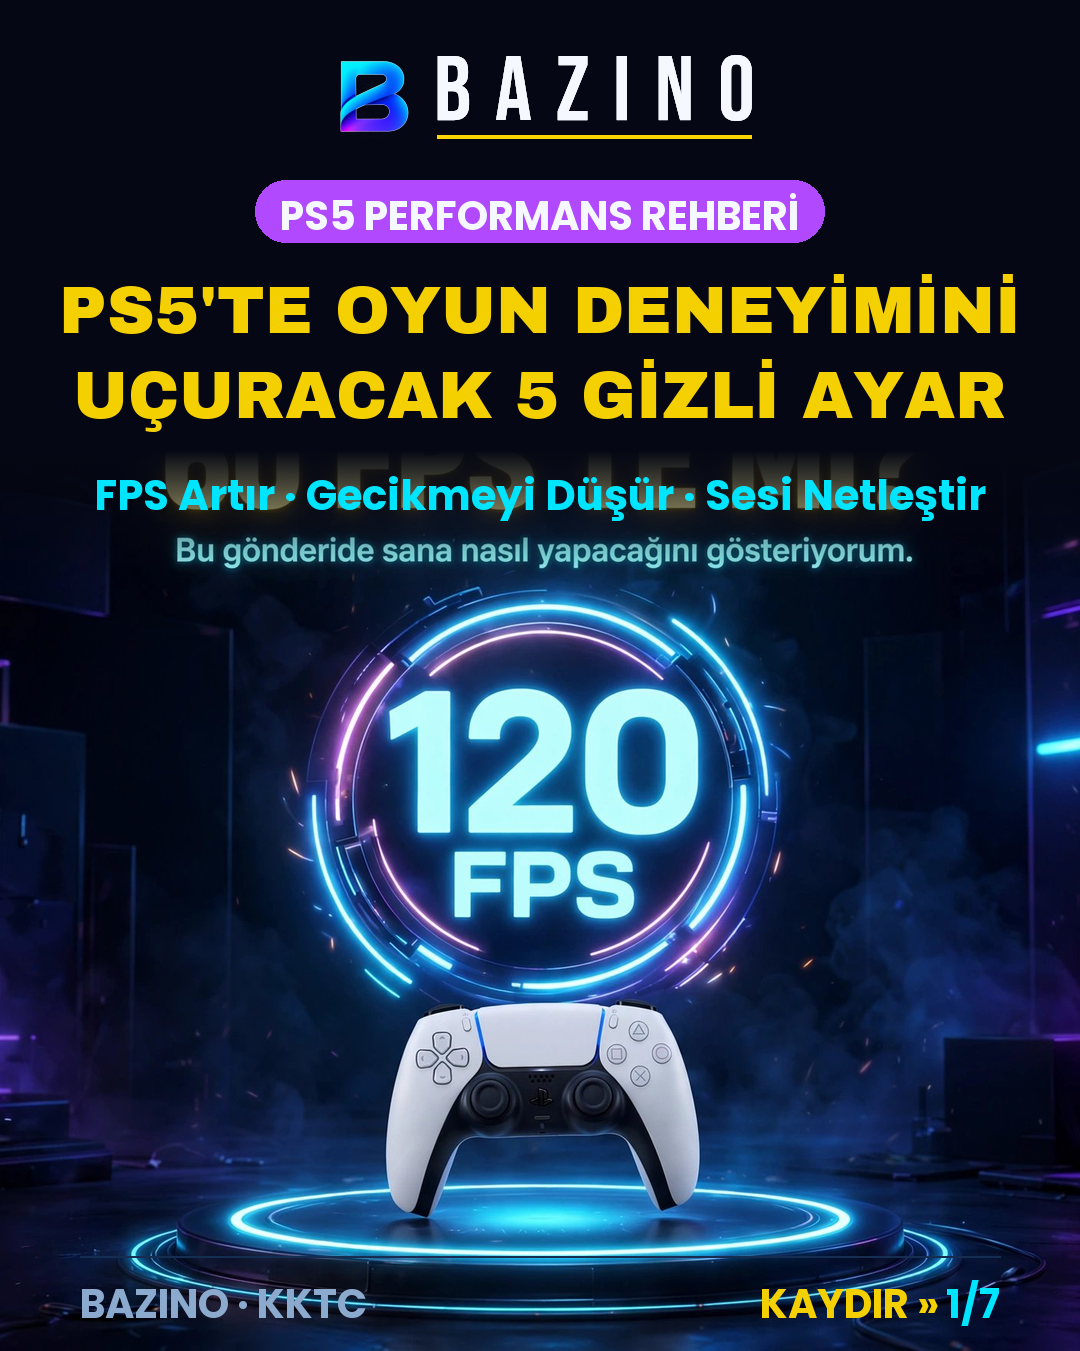 BAZINO
PS5 PERFORMANS REHBERİ
PS5'TE OYUN DENEYİMİNİ
UÇURACAK 5 GİZLİ AYAR
FPS Artır · Gecikmeyi Düşür · Sesi Netleştir
Bu gönderide sana nasıl yapacağını gösteriyorum.
120
FPS
BAZINO · KKTC
KAYDIR » 1/7